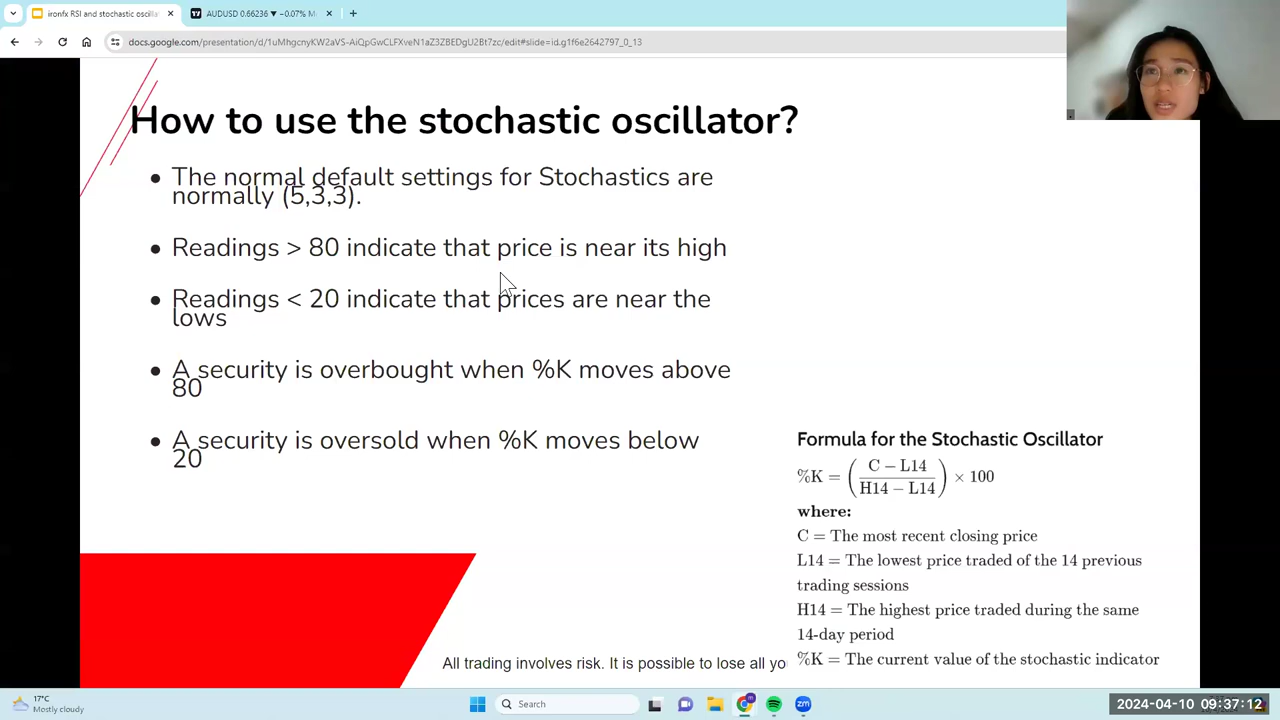 ironfx RSI and stochastic oscilla
AUDUSD 0.66236 ▼ −0.07%
docs.google.com/presentation/d/1uMhgcnyKW2aVS-AiQpGwCLFXveN1aZ3ZBEDgU2Bt7zc/edit#slide=id.g1f6e2642797_0_13
How to use the stochastic oscillator?
• The normal default settings for Stochastics are
normally (5,3,3).
• Readings > 80 indicate that price is near its high
• Readings < 20 indicate that prices are near the
lows
• A security is overbought when %K moves above
80
• A security is oversold when %K moves below
20
Formula for the Stochastic Oscillator
%K = (C − L14 / H14 − L14) × 100
where:
C = The most recent closing price
L14 = The lowest price traded of the 14 previous
trading sessions
H14 = The highest price traded during the same
14-day period
%K = The current value of the stochastic indicator
All trading involves risk. It is possible to lose all yo
17°C
Mostly cloudy
Search
2024-04-10 09:37:12